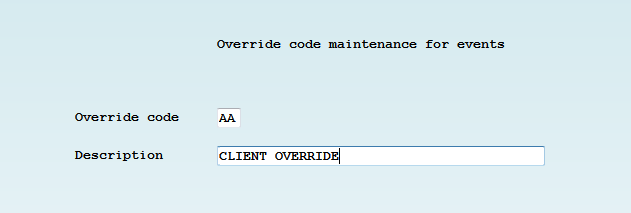 Override code maintenance for events
Override code AA
Description CLIENT OVERRIDE